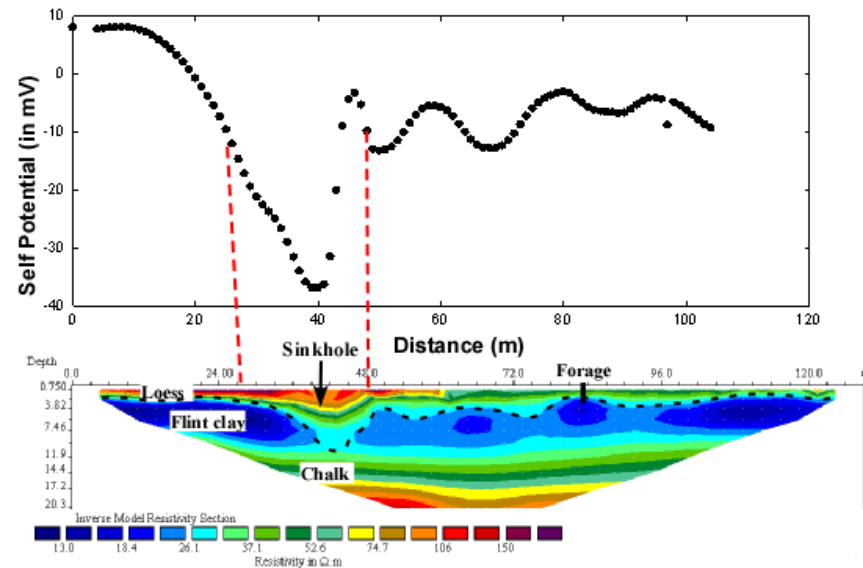 10
0
-10
-20
-30
-40
Self Potential (in mV)
0 20 40 60 80 100 120
Distance (m)
Sinkhole
Forage
Depth
0.0 24.00 48.0 72.0 96.0 120.0
0.750
3.82
7.46
11.9
14.4
17.2
20.3
Loess
Flint clay
Chalk
Inverse Model Resistivity Section
13.0 18.4 26.1 37.1 52.6 74.7 106 150
Resistivity in Ω.m